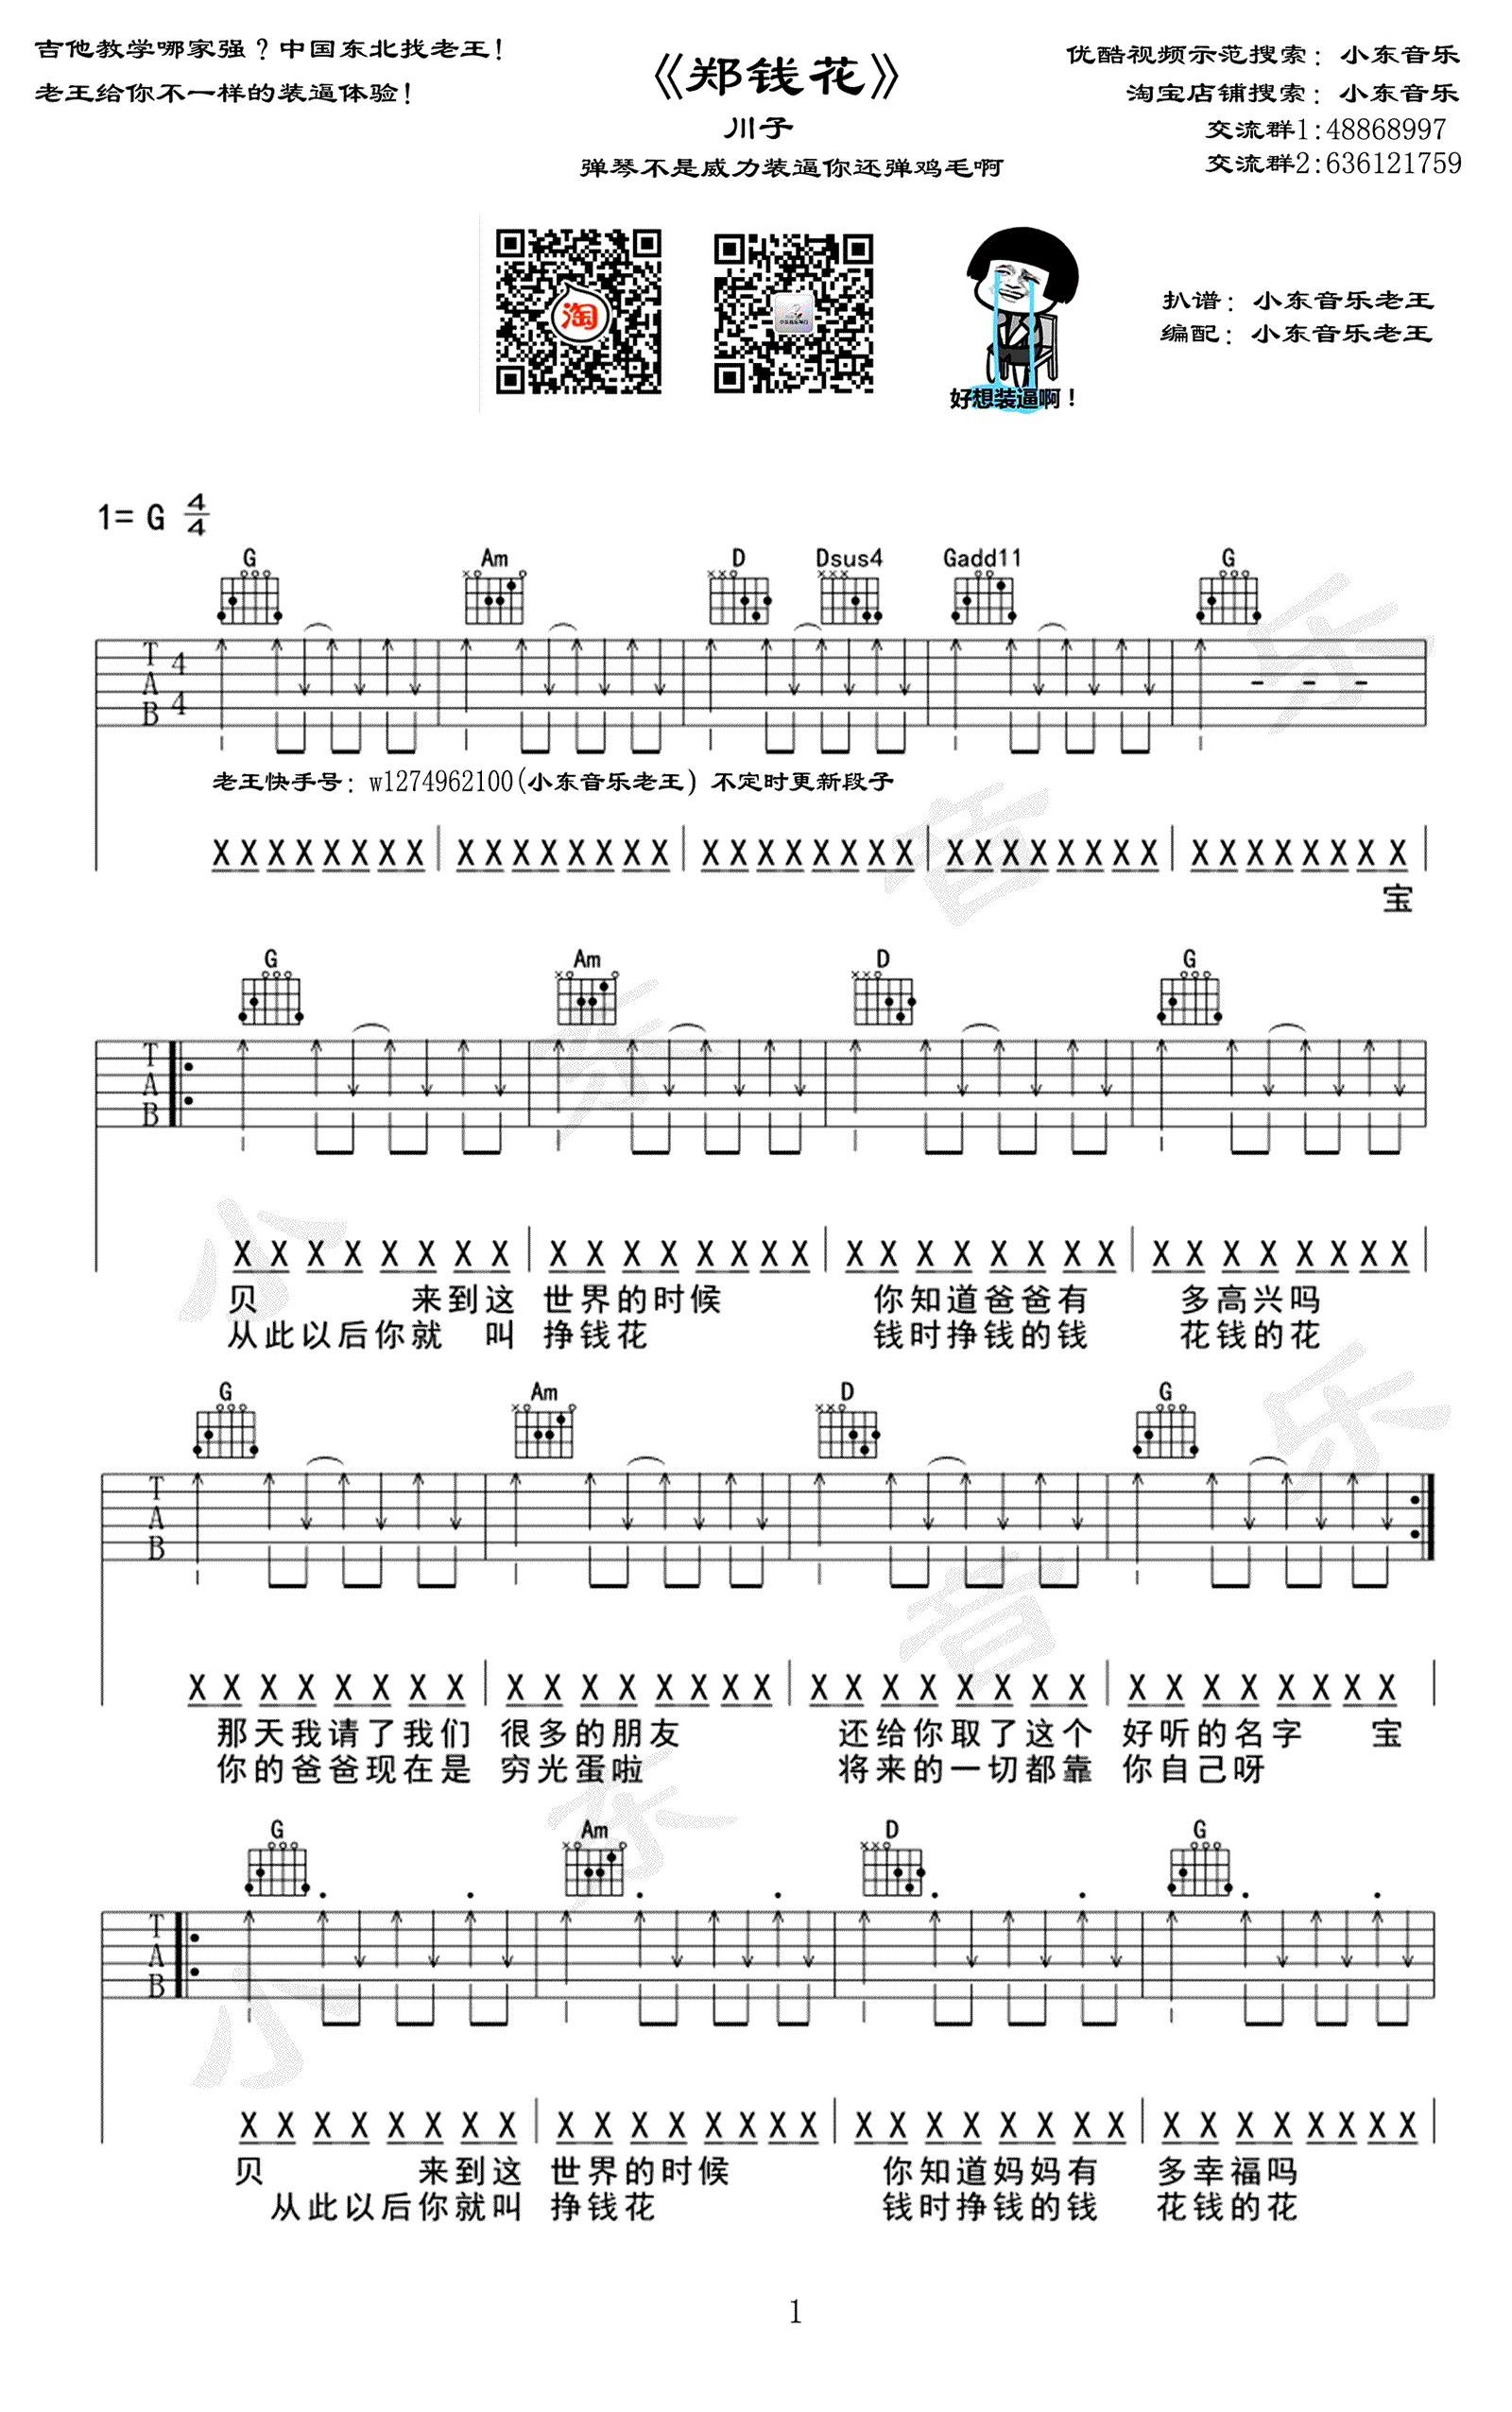 吉他教学哪家强？中国东北找老王！
老王给你不一样的装逼体验！
《郑钱花》
川子
弹琴不是威力装逼你还弹鸡毛啊
优酷视频示范搜索：小东音乐
淘宝店铺搜索：小东音乐
交流群1:48868997
交流群2:636121759
淘
好想装逼啊！
扒谱：小东音乐老王
编配：小东音乐老王
1= G 4/4
G Am D Dsus4 Gadd11 G
T A B 4 4
老王快手号：w1274962100(小东音乐老王) 不定时更新段子
X X X X X X X X X X X X X X X X X X X X X X X X X X X X X X X X X X X X X X X X
宝
G Am D G
T A B
X X X X X X X X X X X X X X X X X X X X X X X X X X X X X X X X
贝 来到这 世界的时候 你知道爸爸有 多高兴吗
从此以后你就 叫 挣钱花 钱时挣钱的钱 花钱的花
G Am D G
T A B
X X X X X X X X X X X X X X X X X X X X X X X X X X X X X X X X
那天我请了我们 很多的朋友 还给你取了这个 好听的名字 宝
你的爸爸现在是 穷光蛋啦 将来的一切都靠 你自己呀
G Am D G
T A B
X X X X X X X X X X X X X X X X X X X X X X X X X X X X X X X X
贝 来到这 世界的时候 你知道妈妈有 多幸福吗
从此以后你就叫 挣钱花 钱时挣钱的钱 花钱的花
1
小东音乐
小东音乐